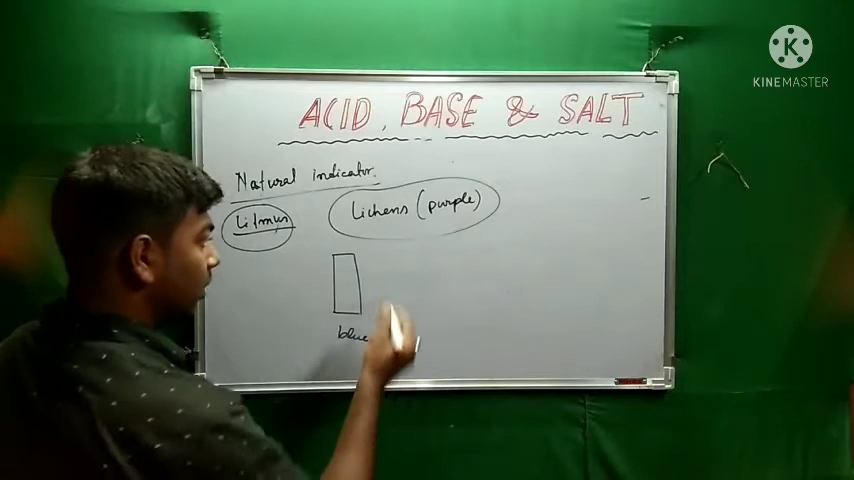 KINEMASTER
ACID, BASE & SALT
Natural indicator.
Litmus
Lichens (purple)
blue